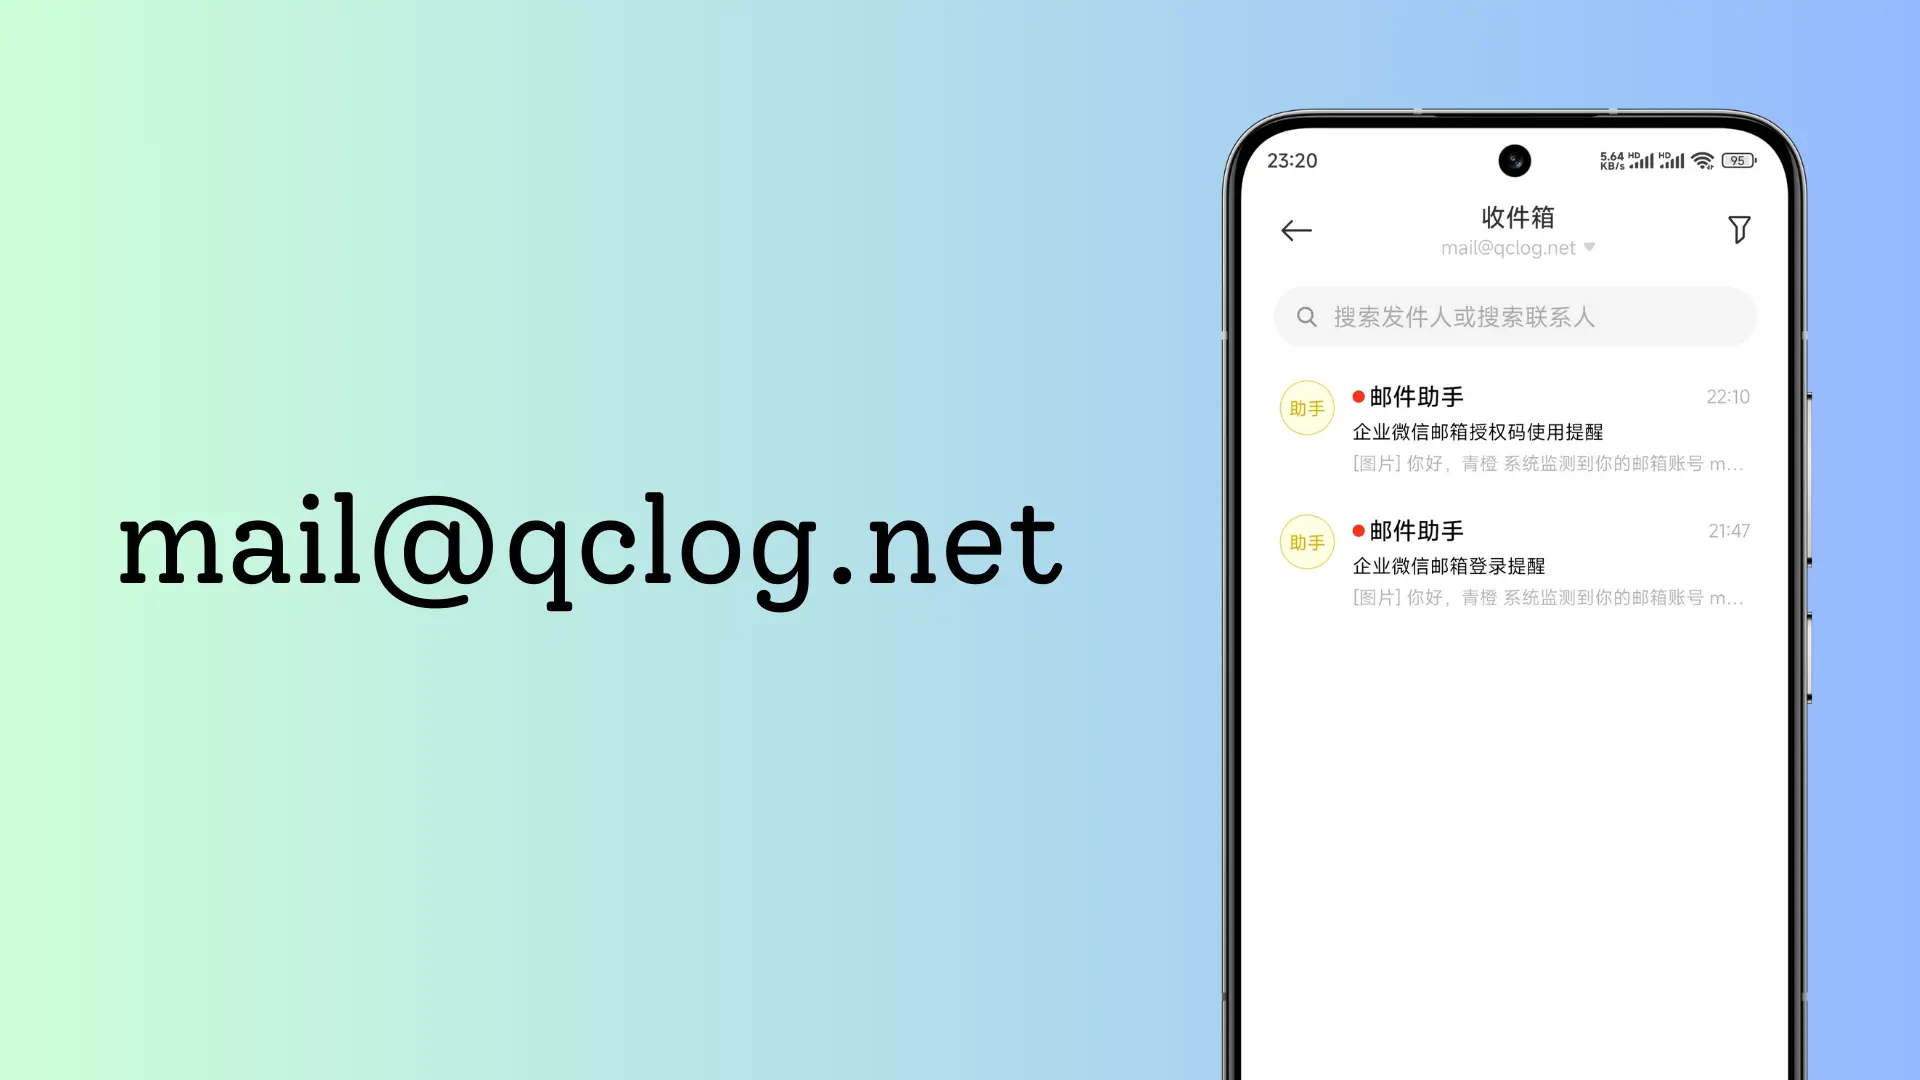 mail@qclog.net
23:20
5.64 KB/s HD HD 95
收件箱
mail@qclog.net
搜索发件人或搜索联系人
助手
邮件助手 22:10
企业微信邮箱授权码使用提醒
[图片] 你好，青橙 系统监测到你的邮箱账号 m...
助手
邮件助手 21:47
企业微信邮箱登录提醒
[图片] 你好，青橙 系统监测到你的邮箱账号 m...